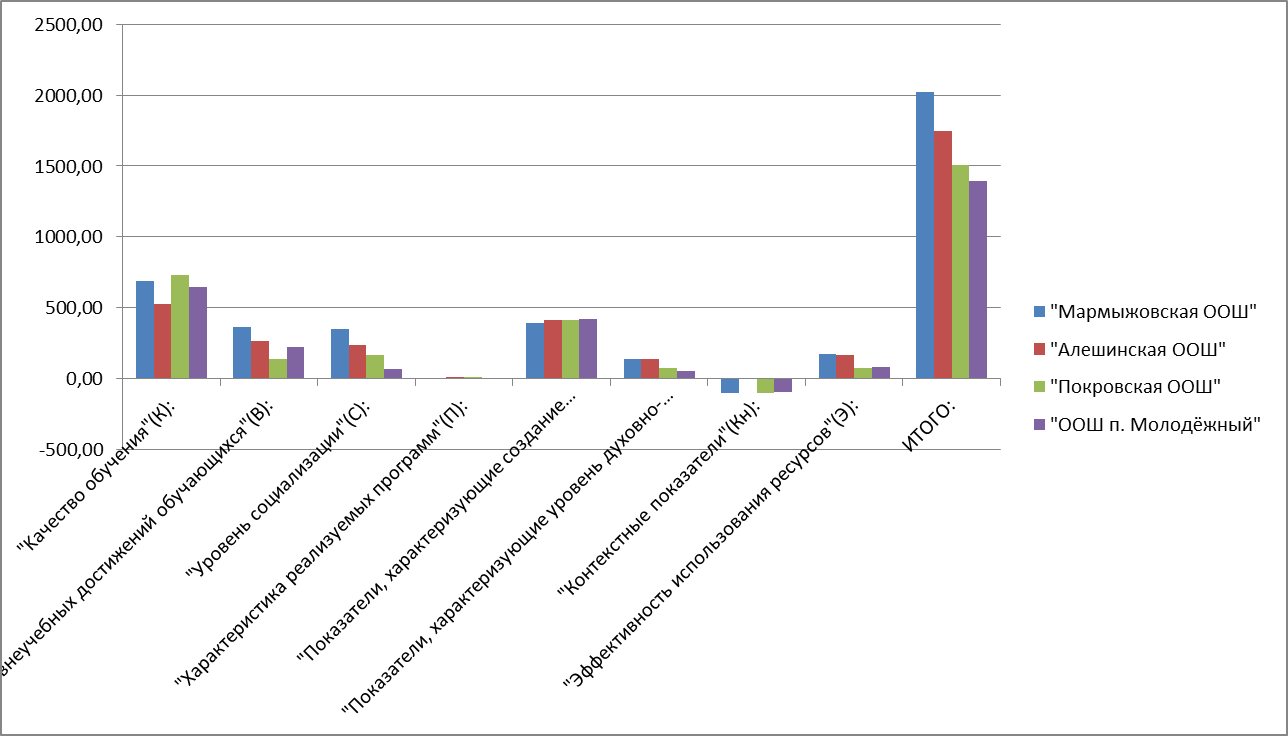 2500,00
2000,00
1500,00
1000,00
500,00
0,00
-500,00
"Качество обучения"(К):
внеучебных достижений обучающихся"(В):
"Уровень социализации"(С):
"Характеристика реализуемых программ"(П):
"Показатели, характеризующие создание...
"Показатели, характеризующие уровень духовно-...
"Контекстные показатели"(Кн):
"Эффективность использования ресурсов"(Э):
ИТОГО:
"Мармыжовская ООШ"
"Алешинская ООШ"
"Покровская ООШ"
"ООШ п. Молодёжный"